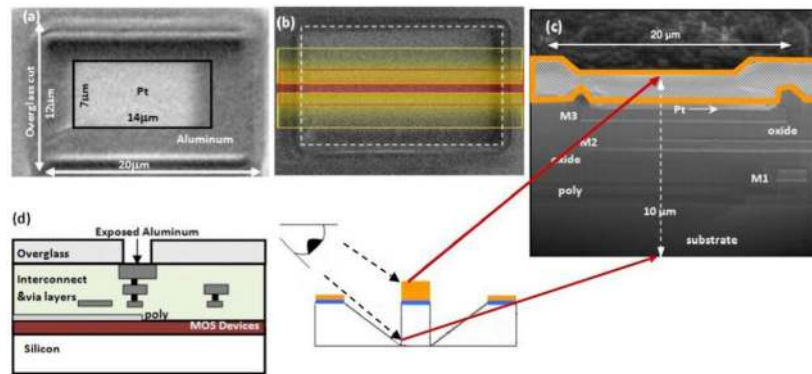 (a)
Overglass cut
12µm
7µm
Pt
14µm
Aluminum
20µm
(b)
(c)
20 µm
Pt
M3
oxide
M2
oxide
M1
poly
10 µm
substrate
(d)
Exposed Aluminum
Overglass
Interconnect
&via layers
poly
MOS Devices
Silicon